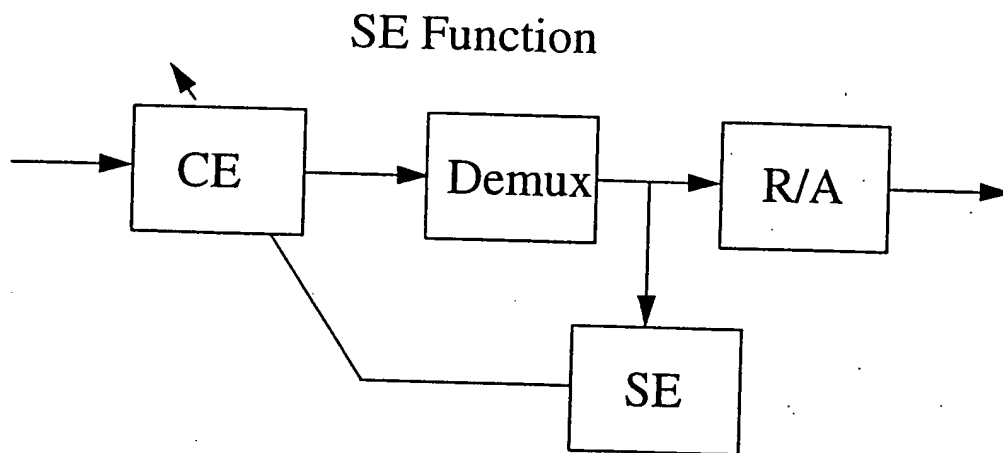 SE Function
CE
Demux
R/A
SE